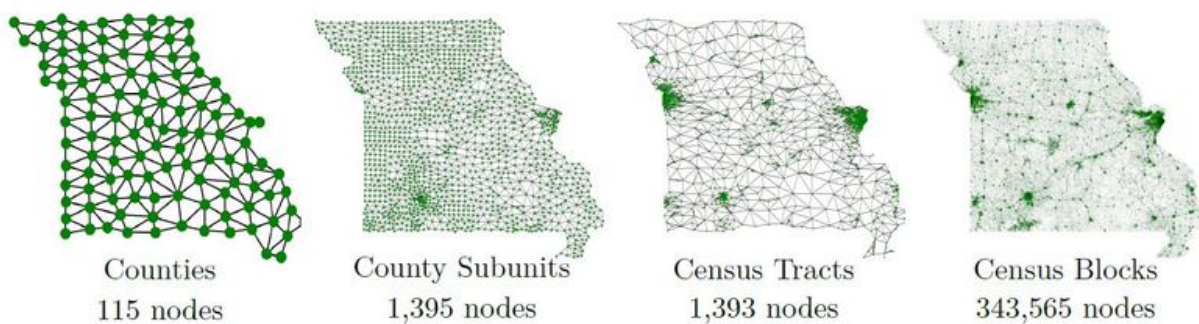 Counties
115 nodes
County Subunits
1,395 nodes
Census Tracts
1,393 nodes
Census Blocks
343,565 nodes